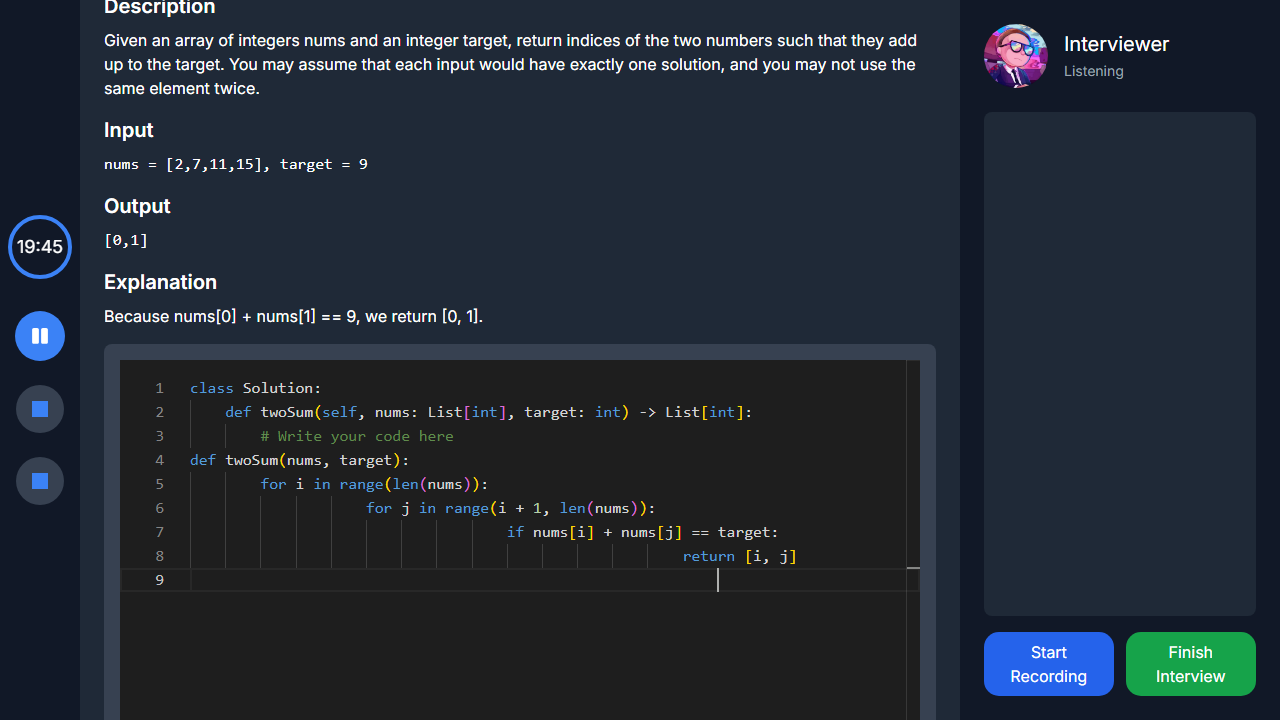 Description
Given an array of integers nums and an integer target, return indices of the two numbers such that they add
up to the target. You may assume that each input would have exactly one solution, and you may not use the
same element twice.
Input
nums = [2,7,11,15], target = 9
Output
[0,1]
Explanation
Because nums[0] + nums[1] == 9, we return [0, 1].
19:45
1 class Solution:
2     def twoSum(self, nums: List[int], target: int) -> List[int]:
3         # Write your code here
4 def twoSum(nums, target):
5         for i in range(len(nums)):
6                     for j in range(i + 1, len(nums)):
7                                     if nums[i] + nums[j] == target:
8                                                         return [i, j]
9
Interviewer
Listening
Start
Recording
Finish
Interview